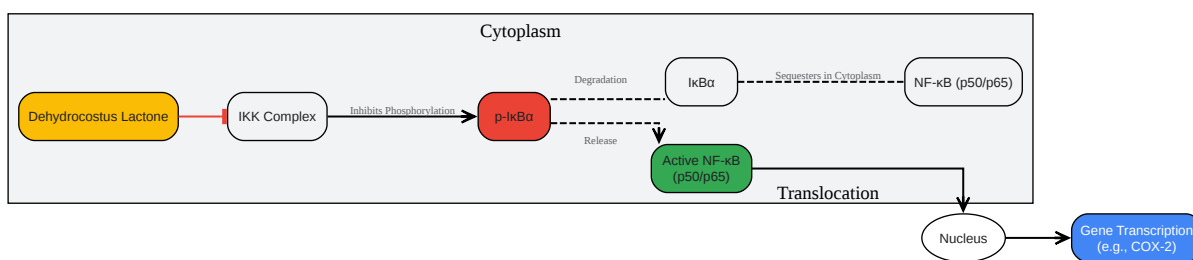 Cytoplasm
Dehydrocostus Lactone
IKK Complex
Inhibits Phosphorylation
p-IκBα
Degradation
Release
IκBα
Sequesters in Cytoplasm
NF-κB (p50/p65)
Active NF-κB
(p50/p65)
Translocation
Nucleus
Gene Transcription
(e.g., COX-2)